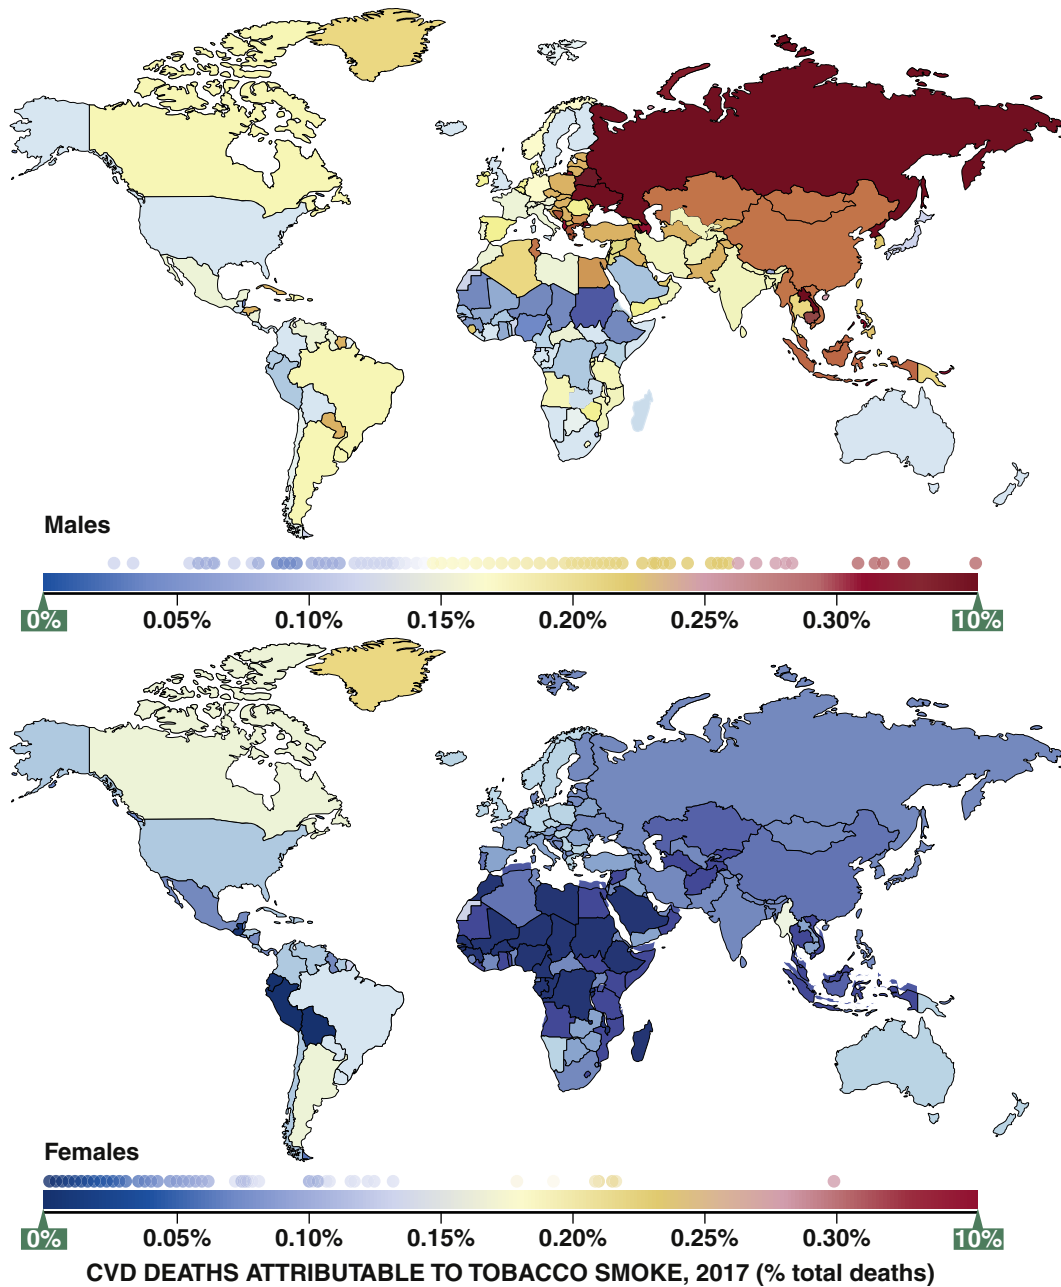 Males
0% 0.05% 0.10% 0.15% 0.20% 0.25% 0.30% 10%
Females
0% 0.05% 0.10% 0.15% 0.20% 0.25% 0.30% 10%
CVD DEATHS ATTRIBUTABLE TO TOBACCO SMOKE, 2017 (% total deaths)